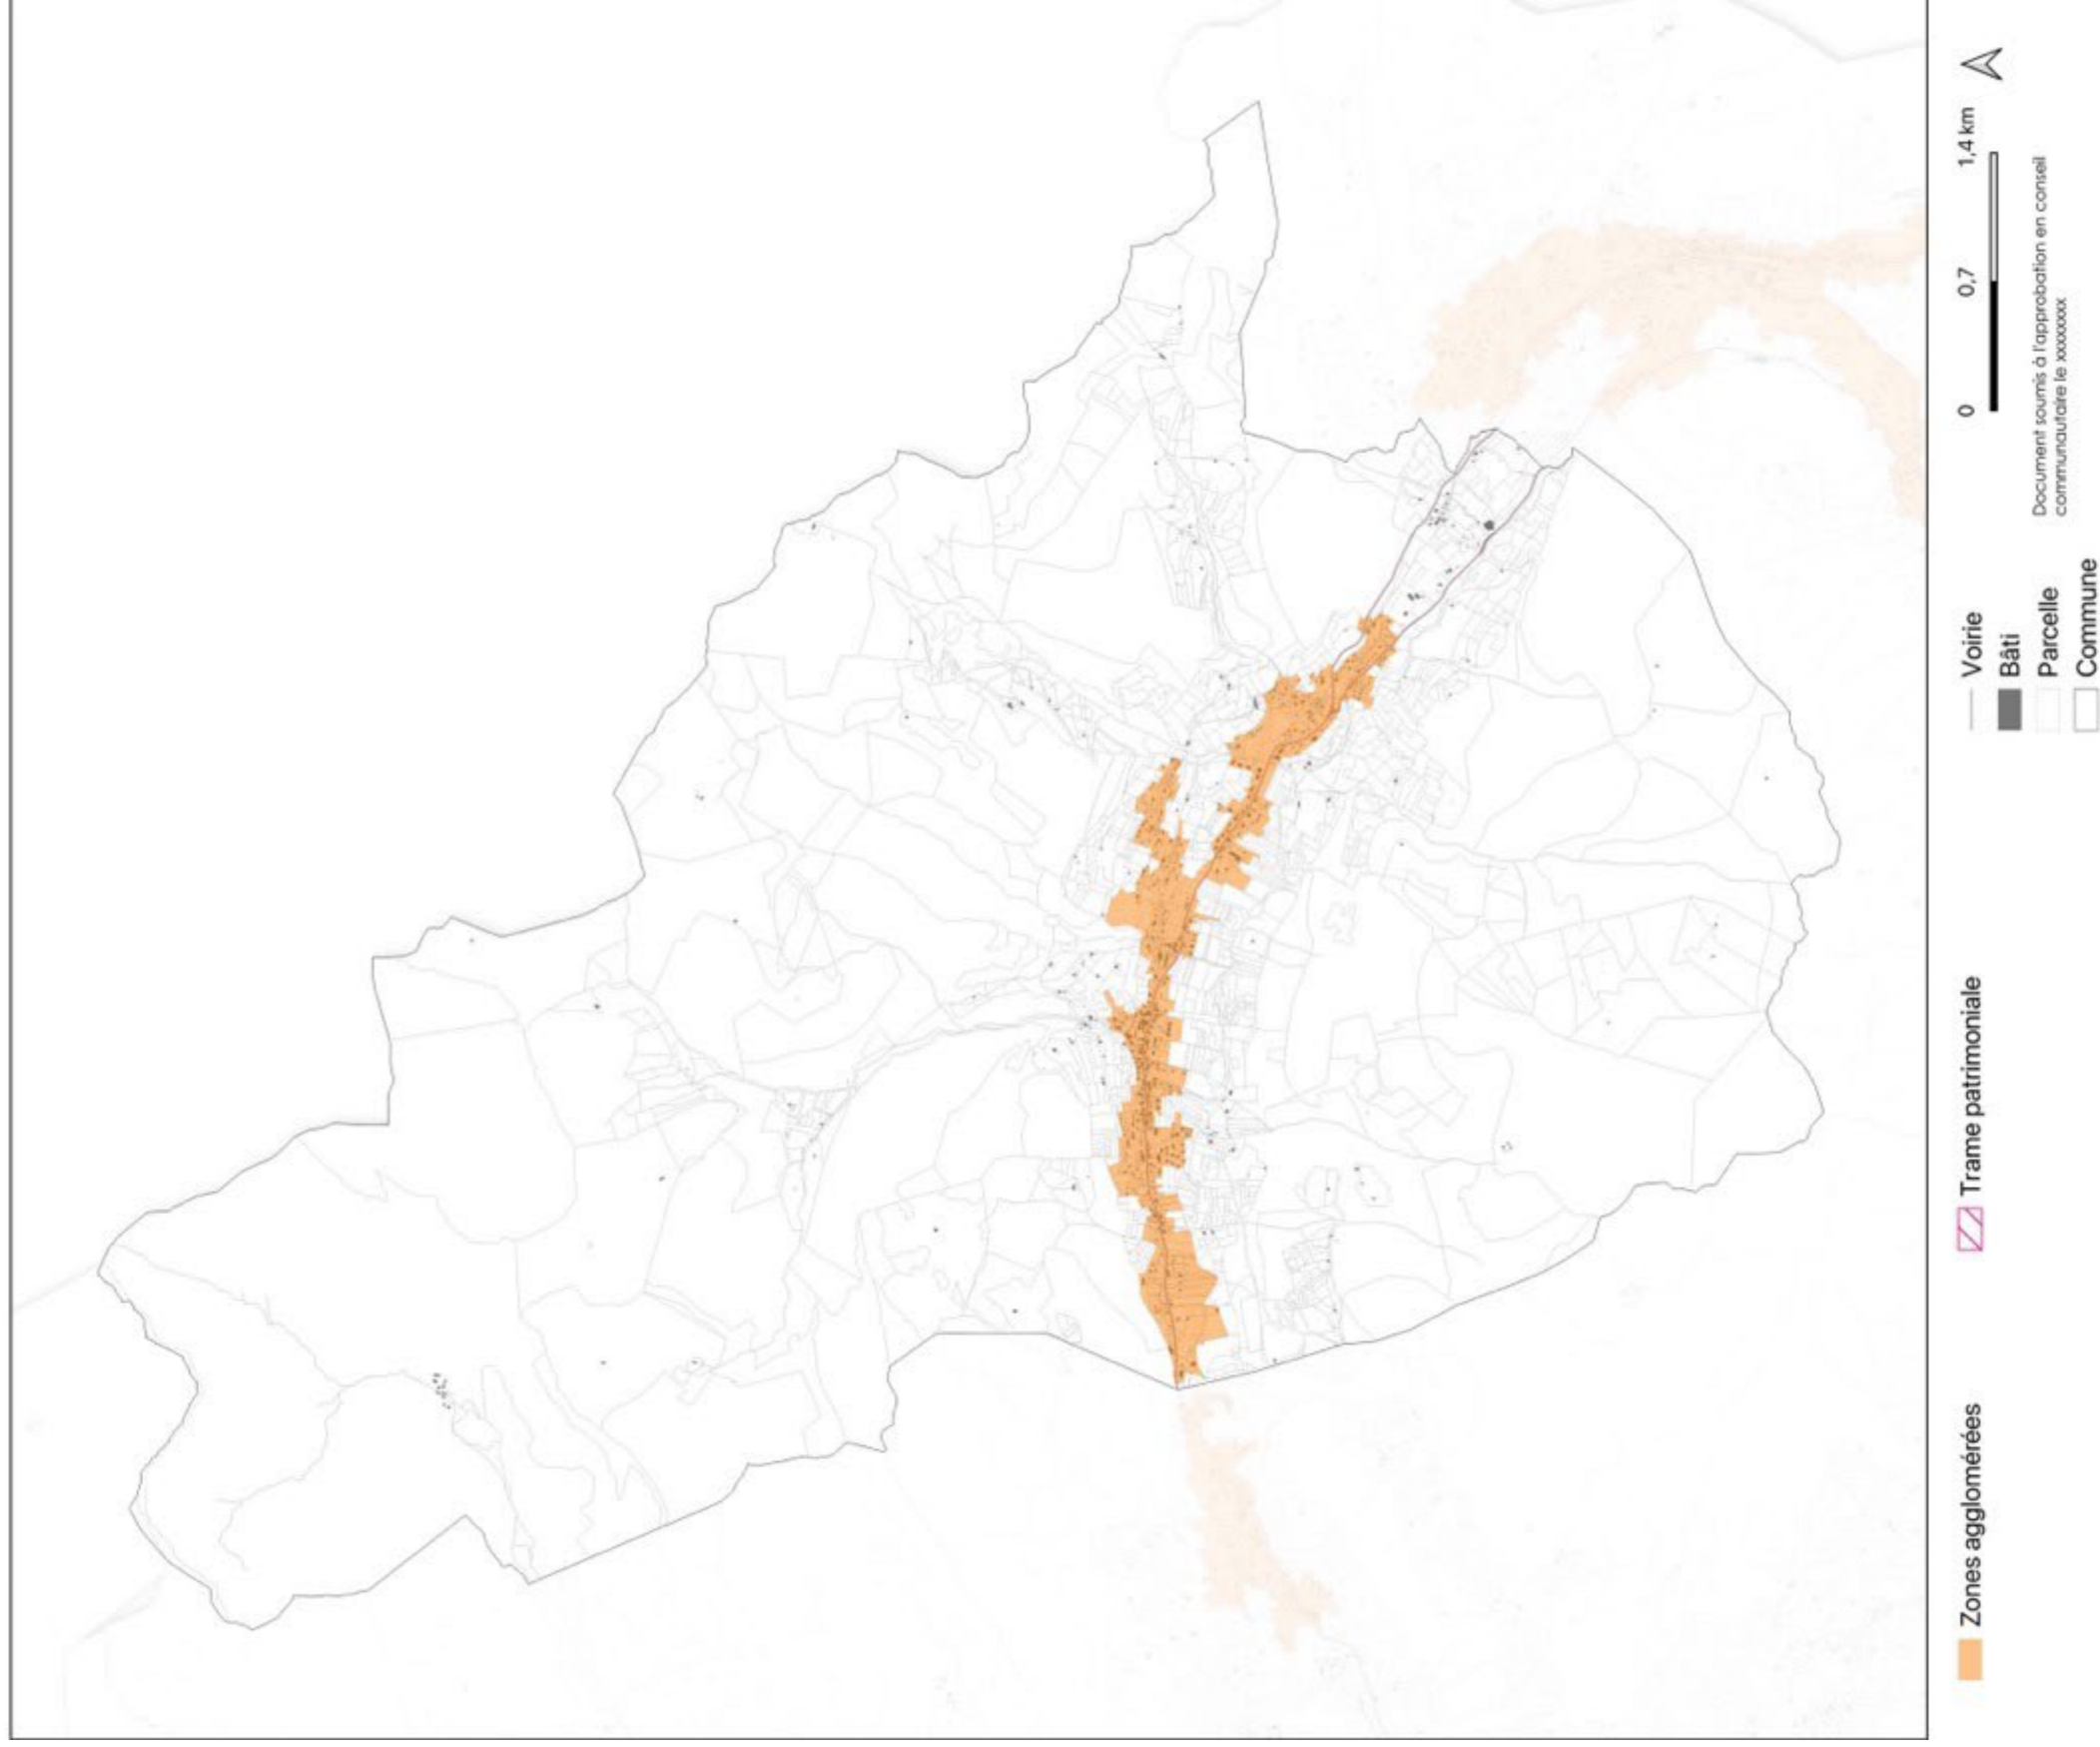 Zones agglomérées
Trame patrimoniale
Voirie
Bâti
Parcelle
Commune
0 0,7 1,4 km
Document soumis à l'approbation en conseil
communautaire le xxxxxxxx